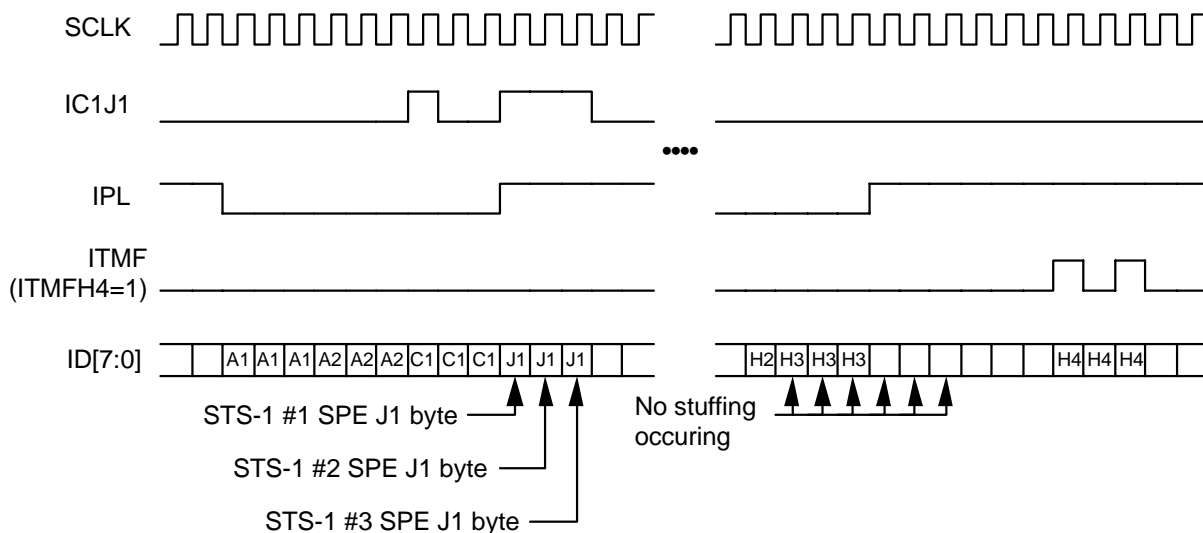 SCLK
IC1J1
IPL
ITMF
(ITMFH4=1)
ID[7:0]
A1 A1 A1 A2 A2 A2 C1 C1 C1 J1 J1 J1
H2 H3 H3 H3
H4 H4 H4
STS-1 #1 SPE J1 byte
STS-1 #2 SPE J1 byte
STS-1 #3 SPE J1 byte
No stuffing
occuring